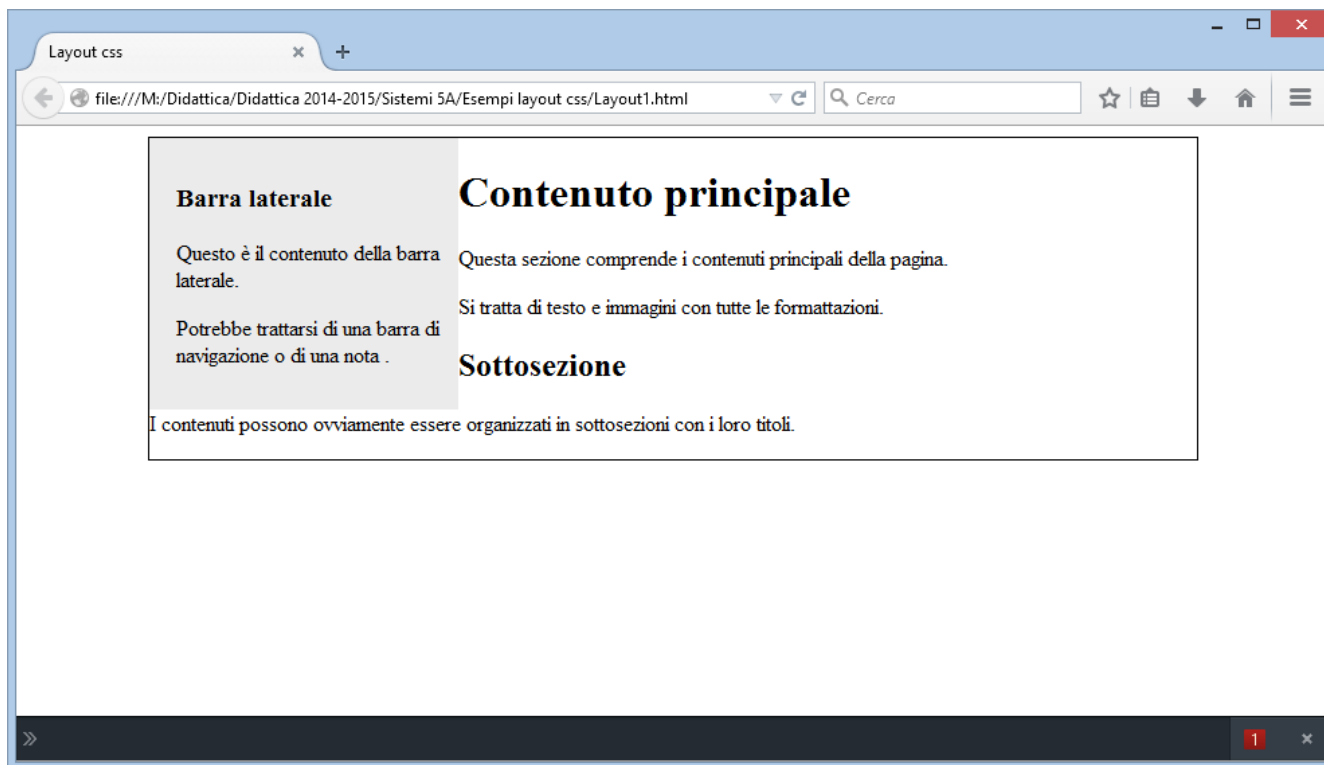 Layout css
file:///M:/Didattica/Didattica 2014-2015/Sistemi 5A/Esempi layout css/Layout1.html
Cerca
Barra laterale
Questo è il contenuto della barra
laterale.
Potrebbe trattarsi di una barra di
navigazione o di una nota .
Contenuto principale
Questa sezione comprende i contenuti principali della pagina.
Si tratta di testo e immagini con tutte le formattazioni.
Sottosezione
I contenuti possono ovviamente essere organizzati in sottosezioni con i loro titoli.
1